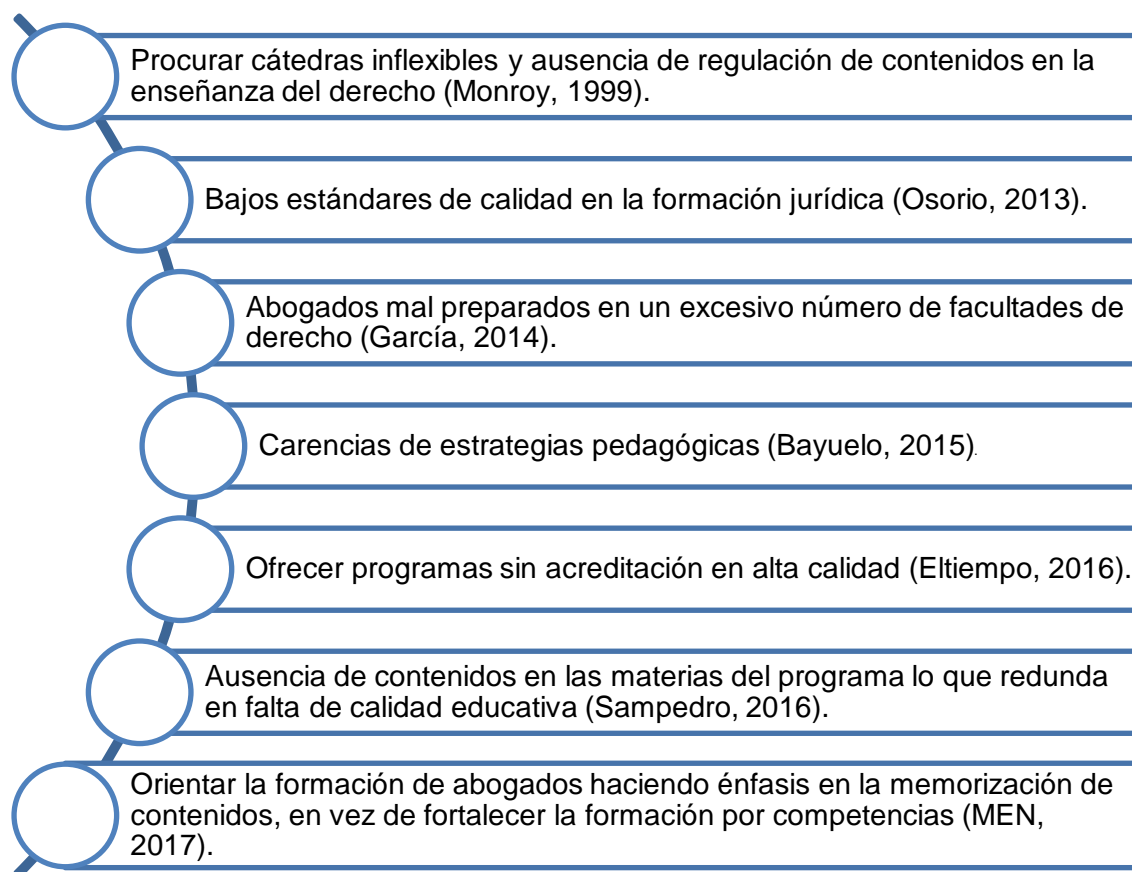 Procurar cátedras inflexibles y ausencia de regulación de contenidos en la
enseñanza del derecho (Monroy, 1999).
Bajos estándares de calidad en la formación jurídica (Osorio, 2013).
Abogados mal preparados en un excesivo número de facultades de
derecho (García, 2014).
Carencias de estrategias pedagógicas (Bayuelo, 2015).
Ofrecer programas sin acreditación en alta calidad (Eltiempo, 2016).
Ausencia de contenidos en las materias del programa lo que redunda
en falta de calidad educativa (Sampedro, 2016).
Orientar la formación de abogados haciendo énfasis en la memorización de
contenidos, en vez de fortalecer la formación por competencias (MEN,
2017).